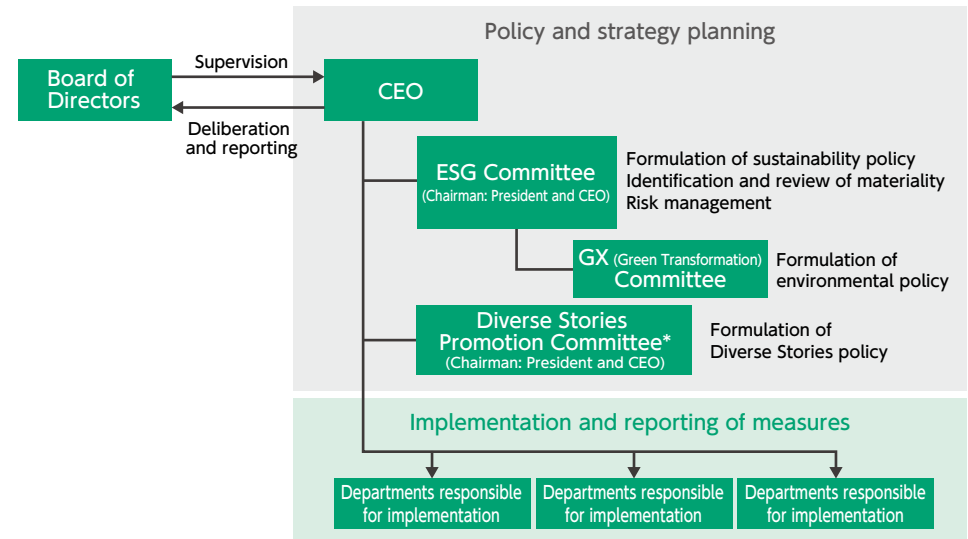 Policy and strategy planning
Board of
Directors
Supervision
Deliberation
and reporting
CEO
ESG Committee
(Chairman: President and CEO)
Formulation of sustainability policy
Identification and review of materiality
Risk management
GX (Green Transformation)
Committee
Formulation of
environmental policy
Diverse Stories
Promotion Committee*
(Chairman: President and CEO)
Formulation of
Diverse Stories policy
Implementation and reporting of measures
Departments responsible
for implementation
Departments responsible
for implementation
Departments responsible
for implementation